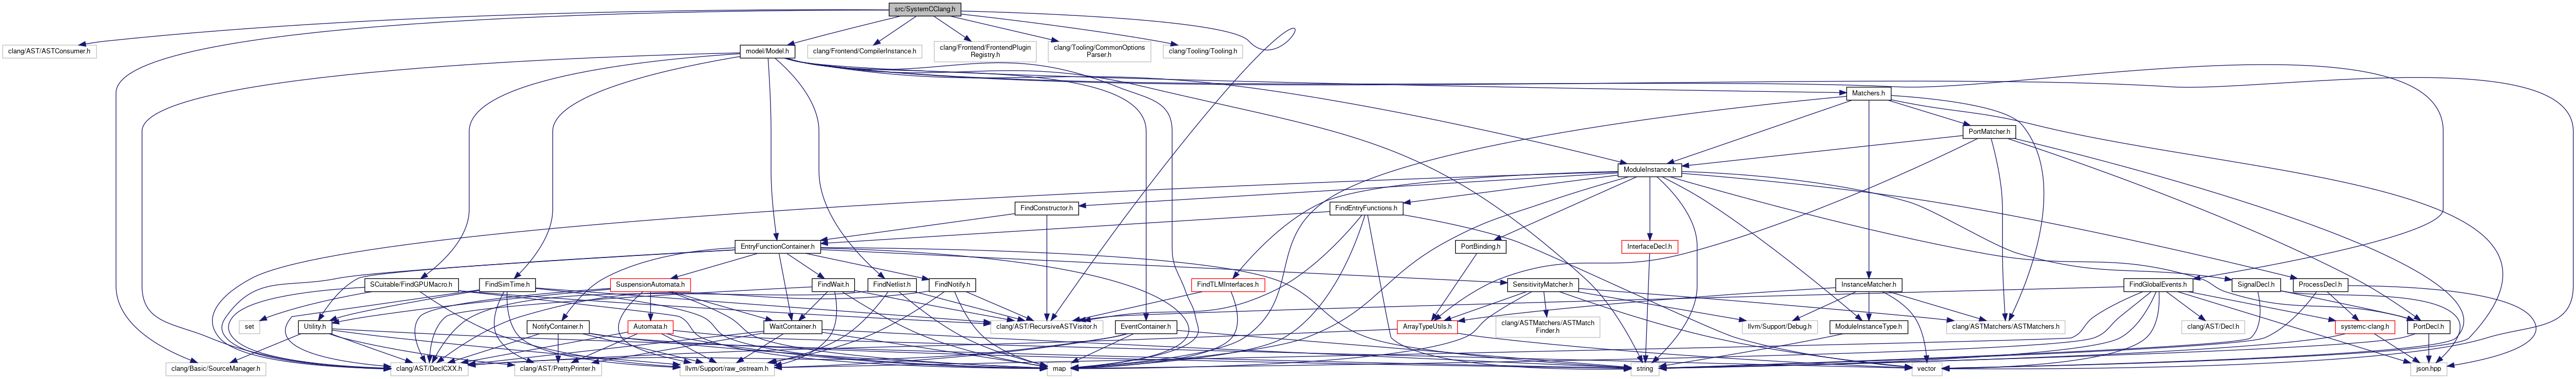 src/SystemCClang.h
clang/AST/ASTConsumer.h
model/Model.h
clang/Frontend/CompilerInstance.h
clang/Frontend/FrontendPlugin
Registry.h
clang/Tooling/CommonOptions
Parser.h
clang/Tooling/Tooling.h
Matchers.h
PortMatcher.h
ModuleInstance.h
FindConstructor.h
FindEntryFunctions.h
EntryFunctionContainer.h
PortBinding.h
InterfaceDecl.h
SCuitable/FindGPUMacro.h
FindSimTime.h
SuspensionAutomata.h
FindWait.h
FindNetlist.h
FindNotify.h
FindTLMInterfaces.h
SensitivityMatcher.h
InstanceMatcher.h
FindGlobalEvents.h
SignalDecl.h
ProcessDecl.h
set
Utility.h
NotifyContainer.h
Automata.h
WaitContainer.h
clang/AST/RecursiveASTVisitor.h
EventContainer.h
ArrayTypeUtils.h
clang/ASTMatchers/ASTMatch
Finder.h
llvm/Support/Debug.h
ModuleInstanceType.h
clang/ASTMatchers/ASTMatchers.h
clang/AST/Decl.h
systemc-clang.h
PortDecl.h
clang/Basic/SourceManager.h
clang/AST/DeclCXX.h
clang/AST/PrettyPrinter.h
llvm/Support/raw_ostream.h
map
string
vector
json.hpp